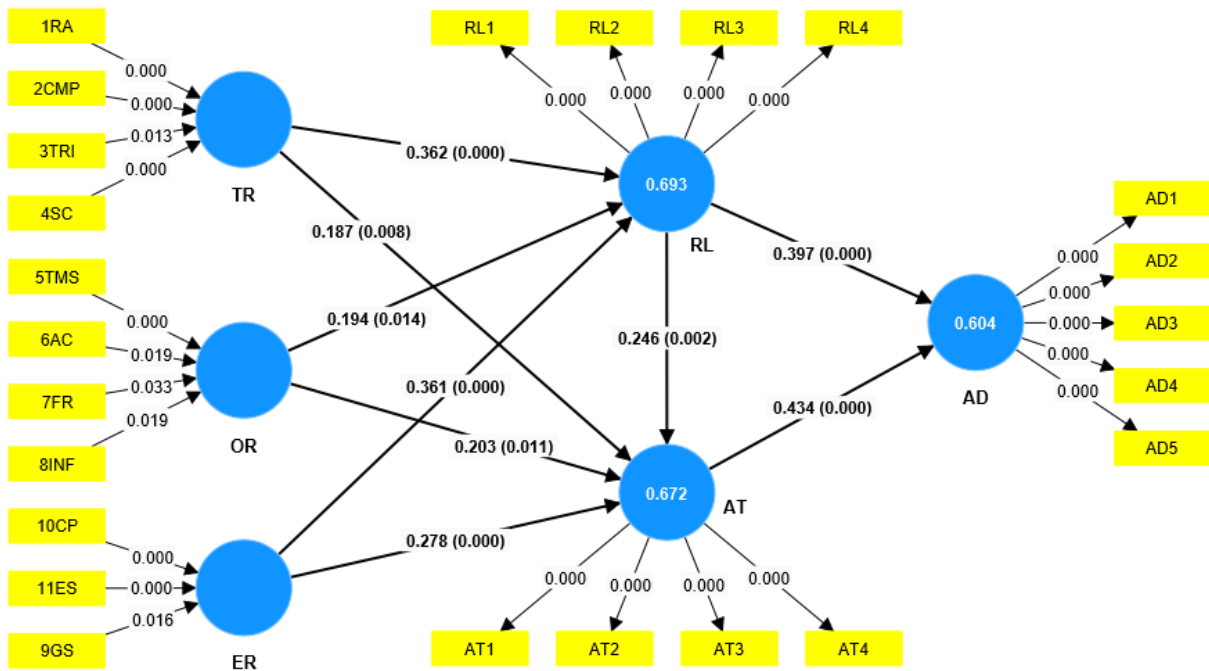 1RA
2CMP
3TRI
4SC
0.000
0.000
0.013
0.000
TR
5TMS
6AC
7FR
8INF
0.000
0.019
0.033
0.019
OR
10CP
11ES
9GS
0.000
0.000
0.016
ER
RL1
RL2
RL3
RL4
0.000
0.000
0.000
0.000
0.693
RL
0.362 (0.000)
0.187 (0.008)
0.194 (0.014)
0.361 (0.000)
0.203 (0.011)
0.278 (0.000)
0.246 (0.002)
0.397 (0.000)
0.434 (0.000)
0.672
AT
0.000
0.000
0.000
0.000
AT1
AT2
AT3
AT4
0.604
AD
0.000
0.000
0.000
0.000
0.000
AD1
AD2
AD3
AD4
AD5